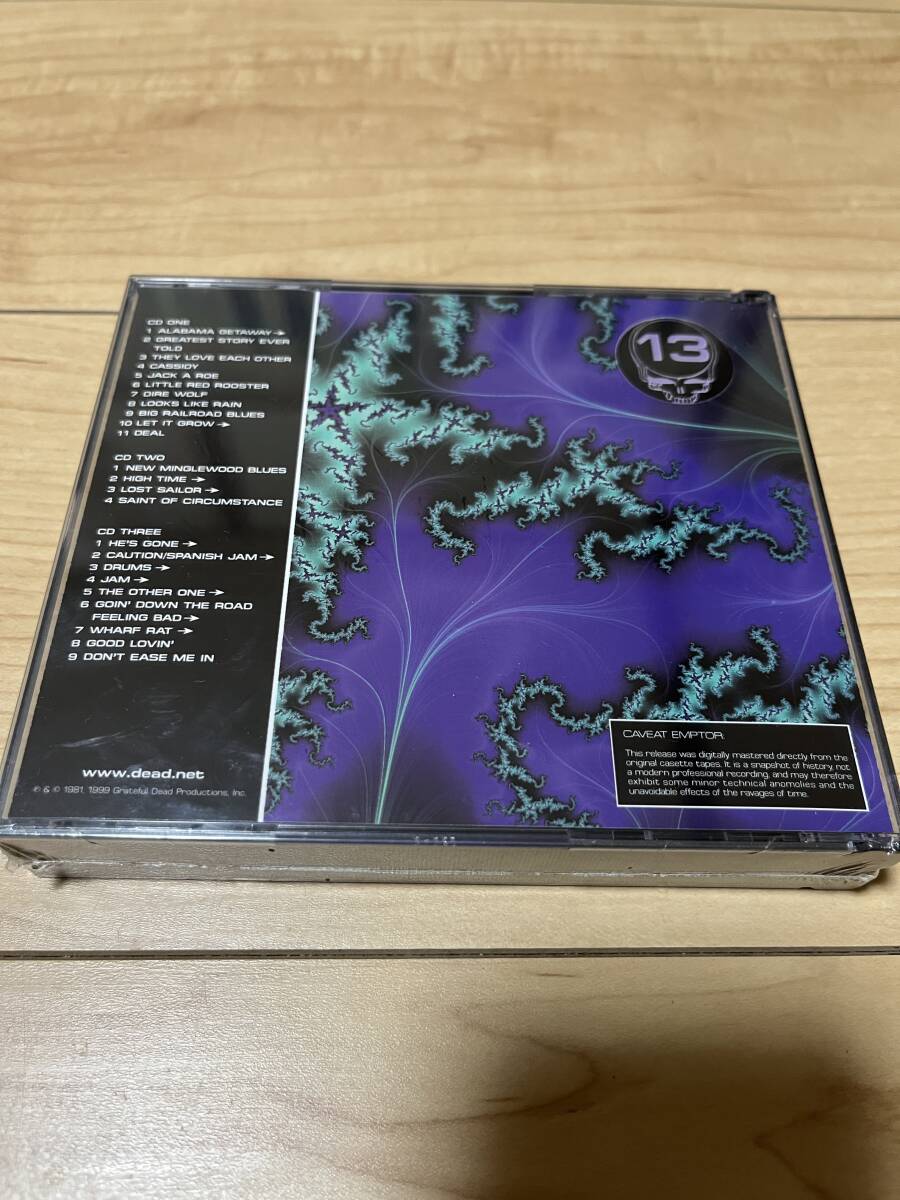 CD ONE
1 ALABAMA GETAWAY→
2 GREATEST STORY EVER
TOLD
3 THEY LOVE EACH OTHER
4 CASSIDY
5 JACK A ROE
6 LITTLE RED ROOSTER
7 DIRE WOLF
8 LOOKS LIKE RAIN
9 BIG RAILROAD BLUES
10 LET IT GROW→
11 DEAL
CD TWO
1 NEW MINGLEWOOD BLUES
2 HIGH TIME→
3 LOST SAILOR→
4 SAINT OF CIRCUMSTANCE
CD THREE
1 HE'S GONE→
2 CAUTION/SPANISH JAM→
3 DRUMS→
4 JAM→
5 THE OTHER ONE→
6 GOIN' DOWN THE ROAD
FEELING BAD→
7 WHARF RAT→
8 GOOD LOVIN'
9 DON'T EASE ME IN
www.dead.net
℗ & © 1981, 1999 Grateful Dead Productions, Inc.
13
CAVEAT EMPTOR:
This release was digitally mastered directly from the
original casette tapes. It is a snapshot of history, not
a modern professional recording, and may therefore
exhibit some minor technical anomolies and the
unavoidable effects of the ravages of time.